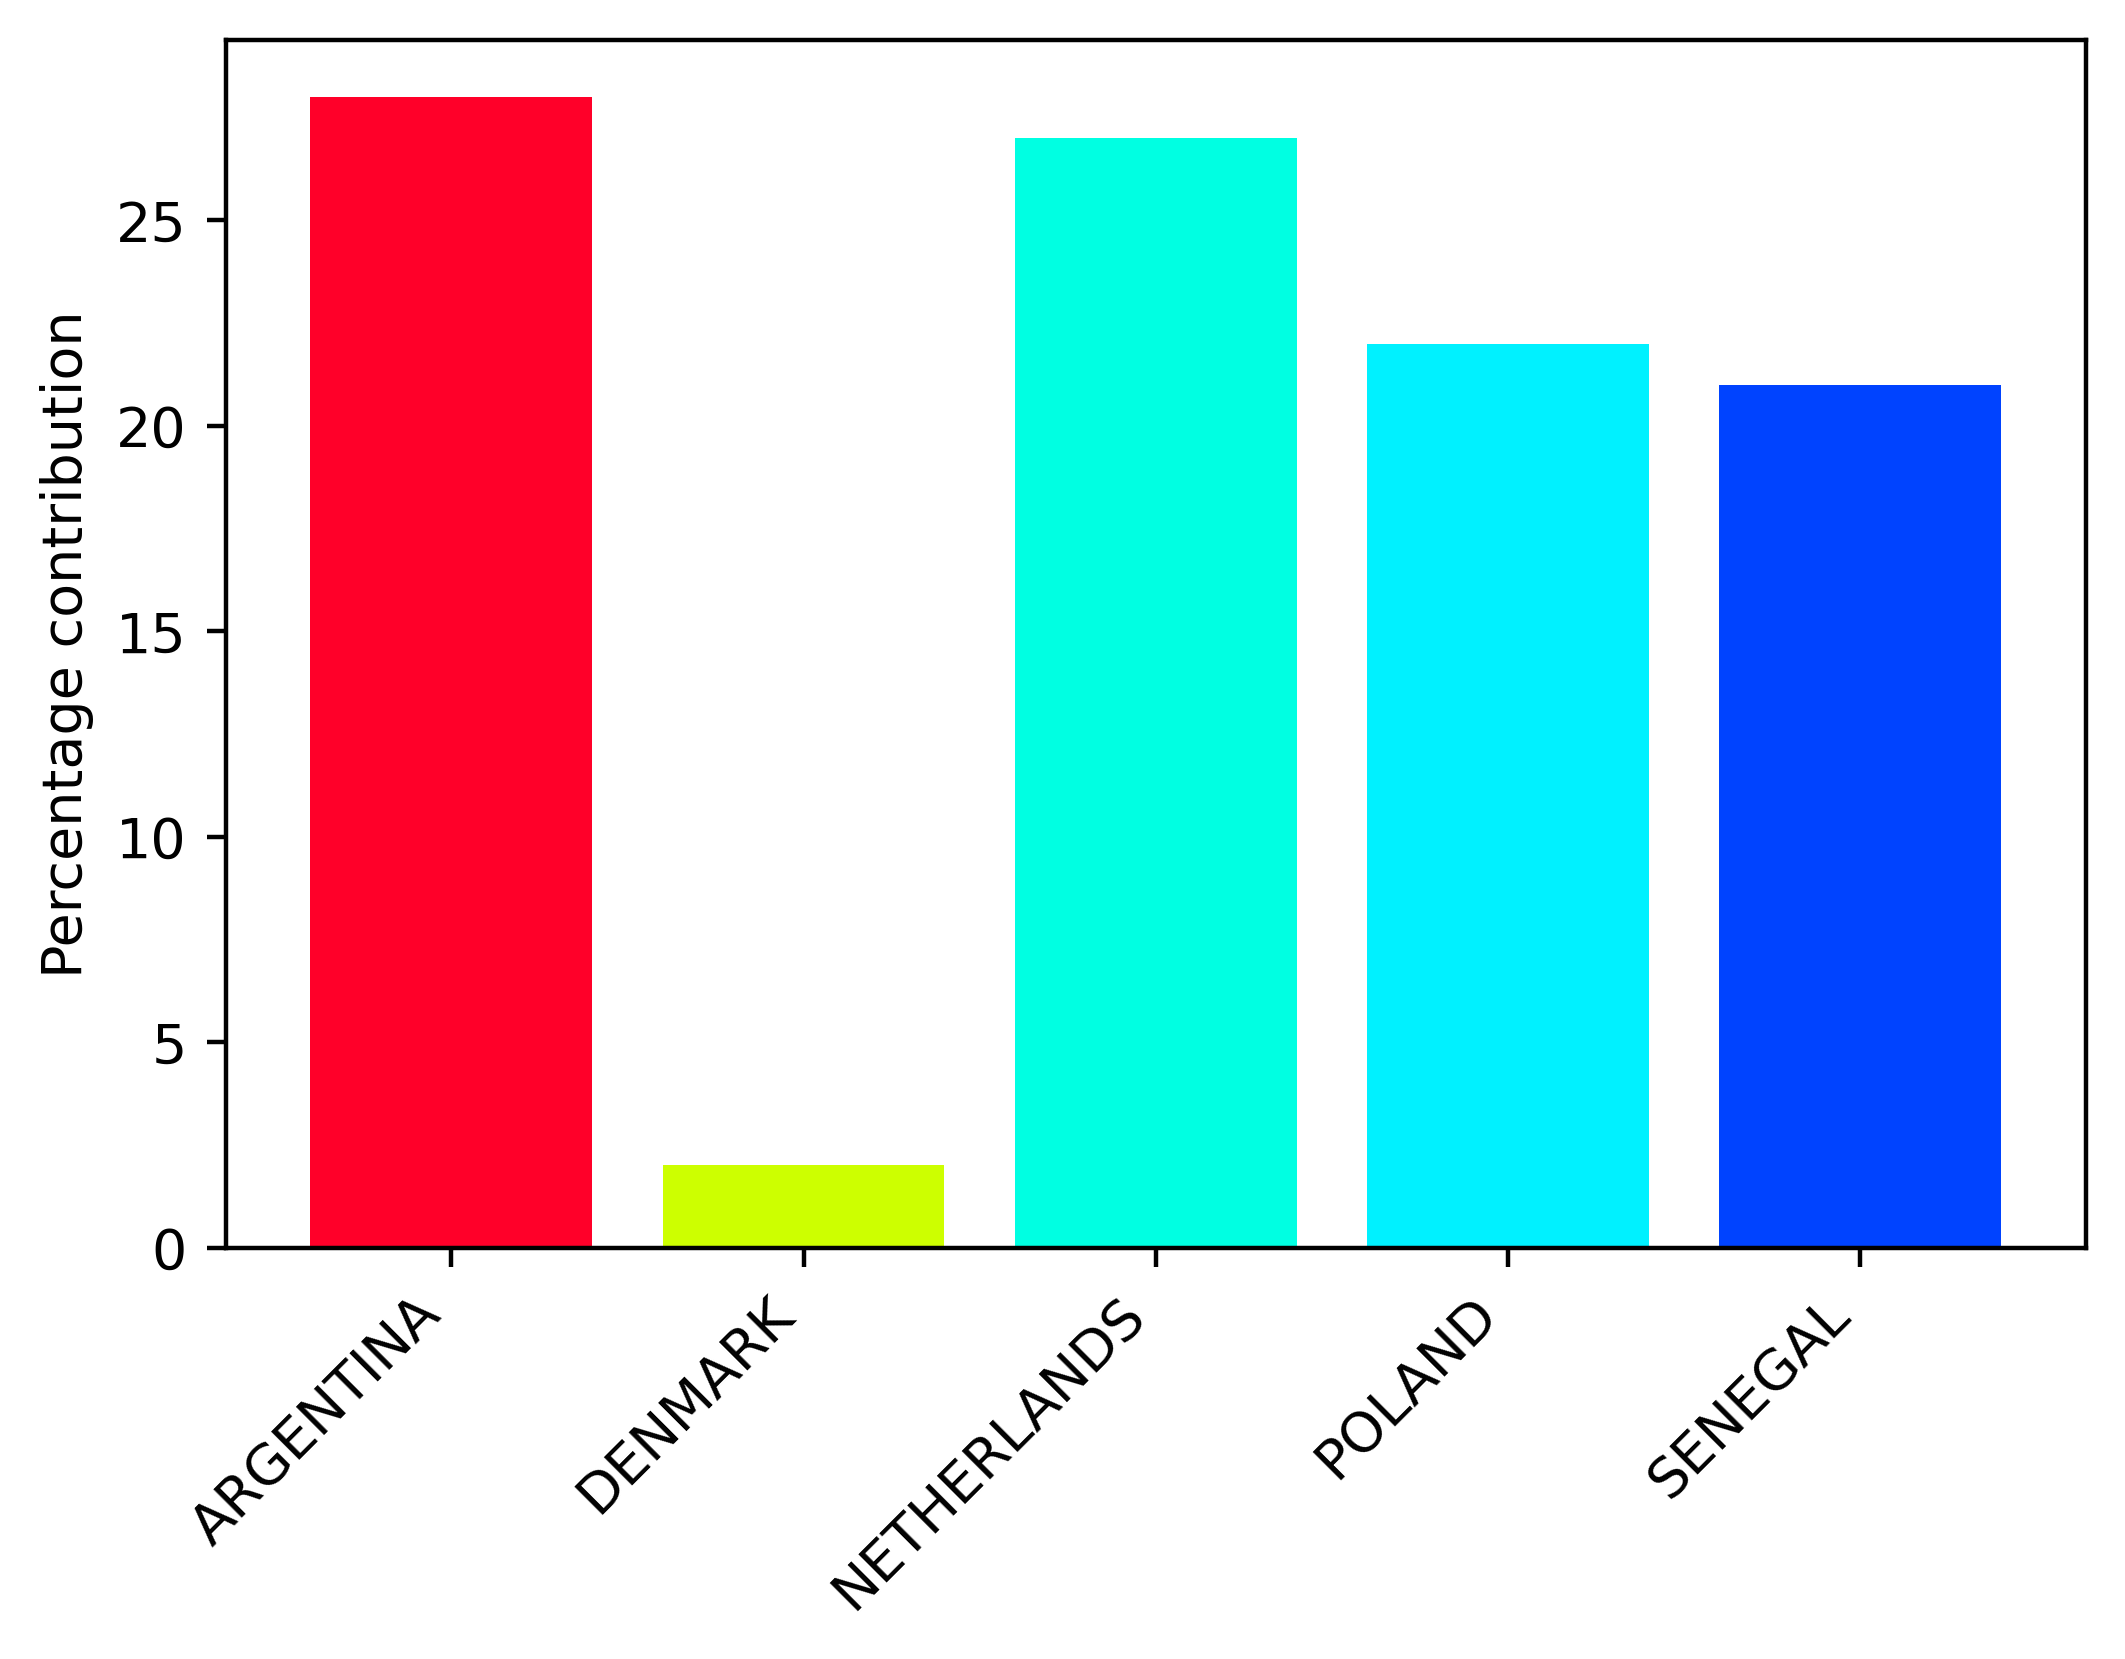 Percentage contribution
25
20
15
10
5
0
ARGENTINA
DENMARK
NETHERLANDS
POLAND
SENEGAL